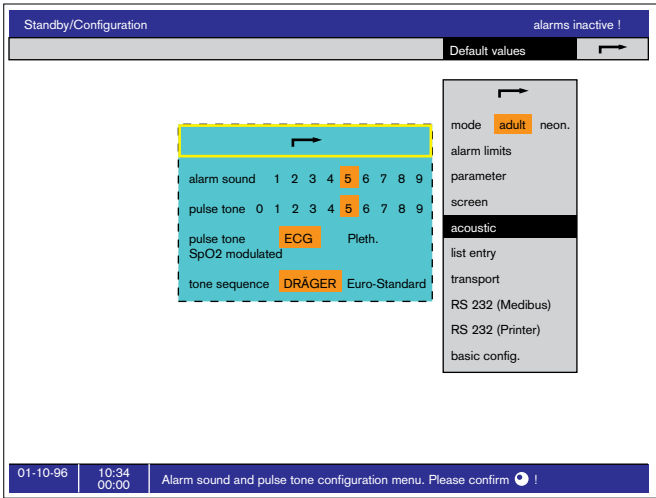 Standby/Configuration alarms inactive !
Default values
mode adult neon.
alarm limits
parameter
screen
acoustic
list entry
transport
RS 232 (Medibus)
RS 232 (Printer)
basic config.
alarm sound 1 2 3 4 5 6 7 8 9
pulse tone 0 1 2 3 4 5 6 7 8 9
pulse tone ECG Pleth.
SpO2 modulated
tone sequence DRÄGER Euro-Standard
01-10-96 10:34
00:00
Alarm sound and pulse tone configuration menu. Please confirm !